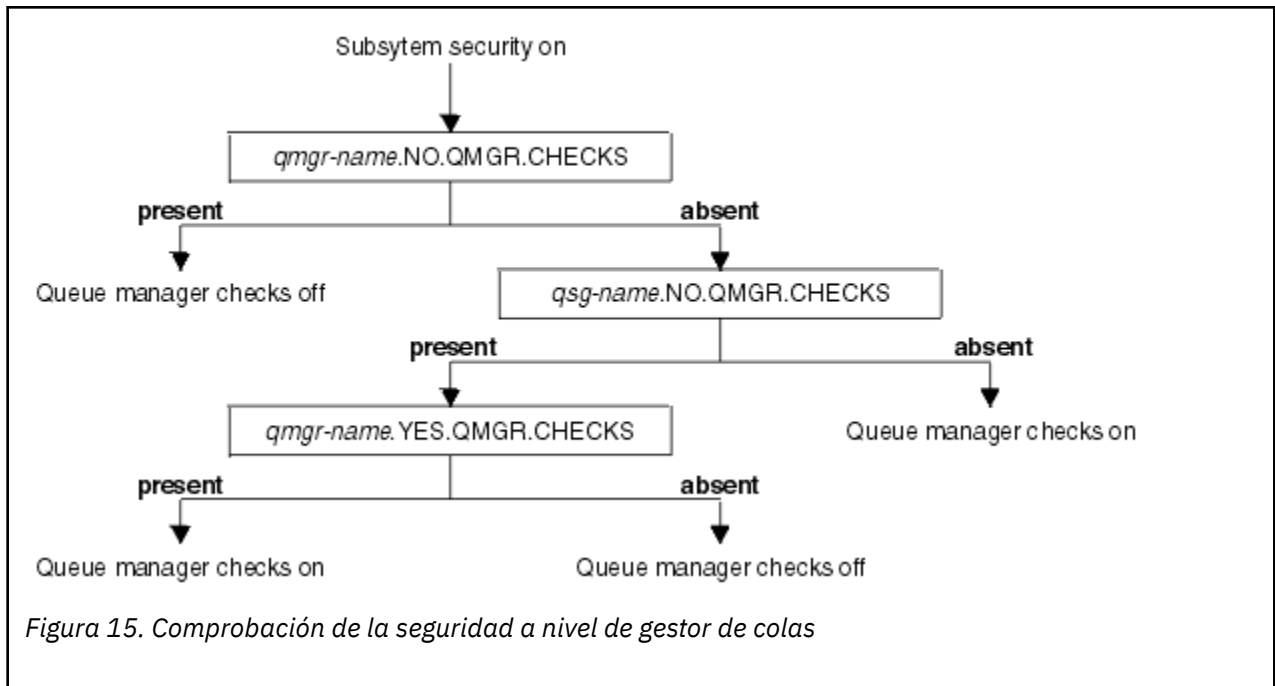 Subsytem security on
qmgr-name.NO.QMGR.CHECKS
present absent
Queue manager checks off
qsg-name.NO.QMGR.CHECKS
present absent
qmgr-name.YES.QMGR.CHECKS
Queue manager checks on
present absent
Queue manager checks on Queue manager checks off
Figura 15. Comprobación de la seguridad a nivel de gestor de colas